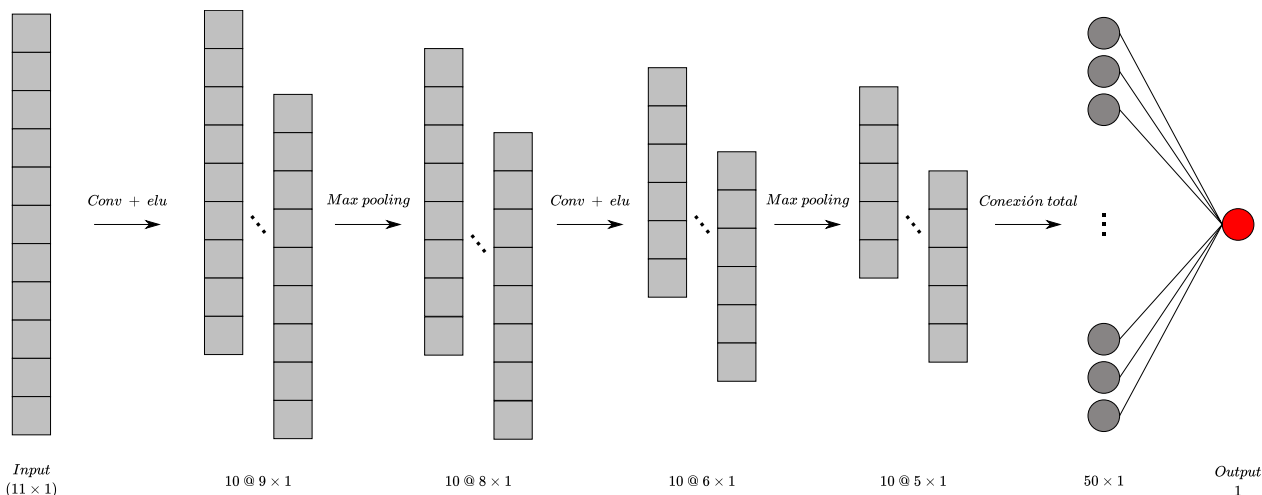 Conv + elu
Max pooling
Conv + elu
Max pooling
Conexión total
Input
(11 × 1)
10 @ 9 × 1
10 @ 8 × 1
10 @ 6 × 1
10 @ 5 × 1
50 × 1
Output
1